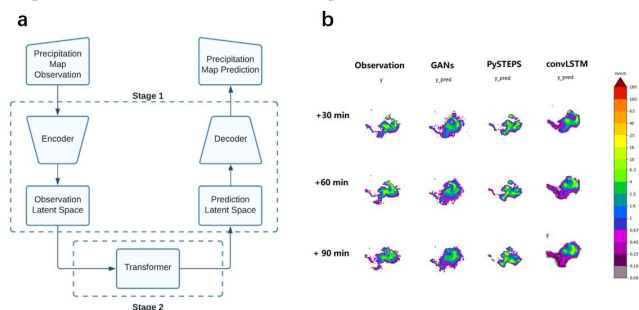 a
Precipitation
Map
Observation
Precipitation
Map Prediction
Stage 1
Encoder
Decoder
Observation
Latent Space
Prediction
Latent Space
Transformer
Stage 2
b
Observation GANs PySTEPS convLSTM
y y_pred y_pred y_pred
mm/h
+30 min
+60 min
+ 90 min
160
100
63
40
25
16
10
6.3
4
2.5
1.6
1
0.63
0.40
0.25
0.16